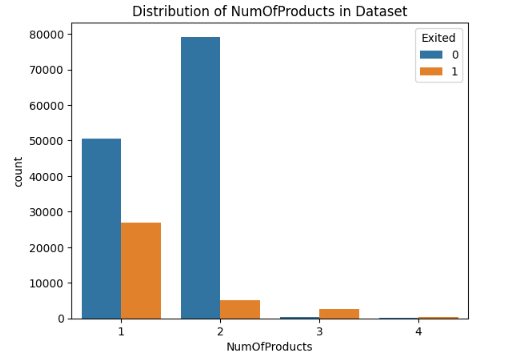 Distribution of NumOfProducts in Dataset
Exited
0
1
80000
70000
60000
50000
40000
30000
20000
10000
0
count
1 2 3 4
NumOfProducts